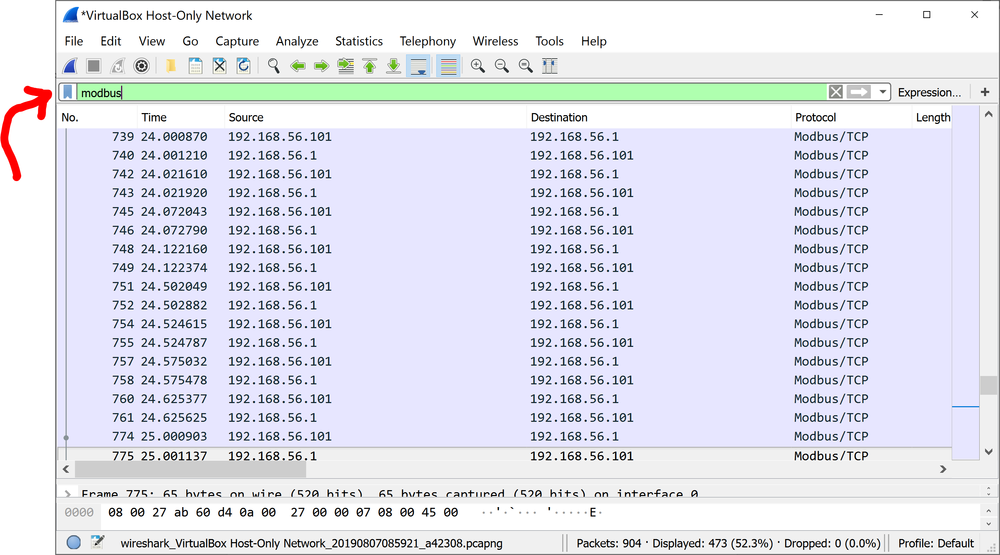 *VirtualBox Host-Only Network
File Edit View Go Capture Analyze Statistics Telephony Wireless Tools Help
modbus Expression... +
No. Time Source Destination Protocol Length
739 24.000870 192.168.56.101 192.168.56.1 Modbus/TCP
740 24.001210 192.168.56.1 192.168.56.101 Modbus/TCP
742 24.021610 192.168.56.101 192.168.56.1 Modbus/TCP
743 24.021920 192.168.56.1 192.168.56.101 Modbus/TCP
745 24.072043 192.168.56.101 192.168.56.1 Modbus/TCP
746 24.072790 192.168.56.1 192.168.56.101 Modbus/TCP
748 24.122160 192.168.56.101 192.168.56.1 Modbus/TCP
749 24.122374 192.168.56.1 192.168.56.101 Modbus/TCP
751 24.502049 192.168.56.101 192.168.56.1 Modbus/TCP
752 24.502882 192.168.56.1 192.168.56.101 Modbus/TCP
754 24.524615 192.168.56.101 192.168.56.1 Modbus/TCP
755 24.524787 192.168.56.1 192.168.56.101 Modbus/TCP
757 24.575032 192.168.56.101 192.168.56.1 Modbus/TCP
758 24.575478 192.168.56.1 192.168.56.101 Modbus/TCP
760 24.625377 192.168.56.101 192.168.56.1 Modbus/TCP
761 24.625625 192.168.56.1 192.168.56.101 Modbus/TCP
774 25.000903 192.168.56.101 192.168.56.1 Modbus/TCP
775 25.001137 192.168.56.1 192.168.56.101 Modbus/TCP
Frame 775: 65 bytes on wire (520 bits), 65 bytes captured (520 bits) on interface 0
0000 08 00 27 ab 60 d4 0a 00 27 00 00 07 08 00 45 00 ··'·`··· '·····E·
wireshark_VirtualBox Host-Only Network_20190807085921_a42308.pcapng Packets: 904 · Displayed: 473 (52.3%) · Dropped: 0 (0.0%) Profile: Default